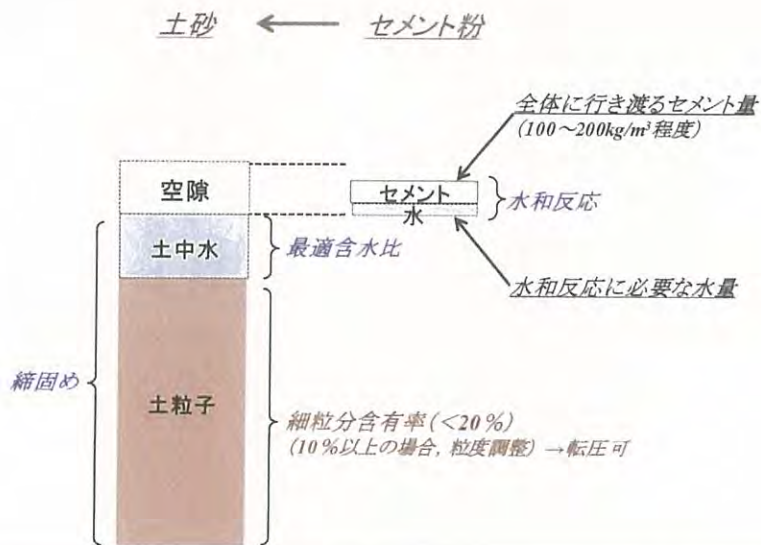 土砂 ← セメント粉
全体に行き渡るセメント量
(100～200kg/m³程度)
空隙
セメント
水
水和反応
土中水
最適含水比
水和反応に必要な水量
締固め
土粒子
細粒分含有率(<20%)
(10%以上の場合, 粒度調整) →転圧可